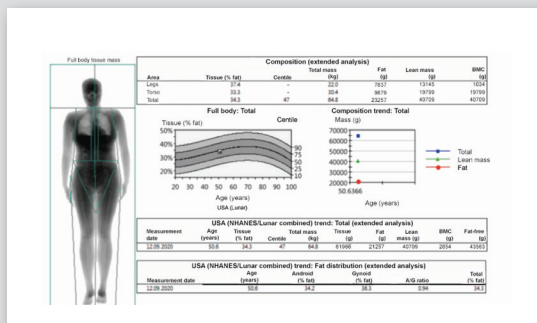 Full body tissue mass
Composition (extended analysis)
Area Tissue (% fat) Centile Total mass (kg) Fat (g) Lean mass (g) BMC (g)
Legs 37.4 - 22.0 7837 13145 1034
Torso 33.3 - 30.4 9879 19799 19799
Total 34.3 47 64.8 23257 40709 40709
Full body: Total
Tissue (% fat) Centile
50%
40%
30%
20%
90
75
50
25
10
20 30 40 50 60 70 80 90 100
Age (years)
USA (Lunar)
Composition trend: Total
Mass (g)
70000
60000
50000
40000
30000
20000
50.6366
Age (years)
Total
Lean mass
Fat
USA (NHANES/Lunar combined) trend: Total (extended analysis)
Measurement date Age (years) Tissue (% fat) Centile Total mass (kg) Tissue (g) Fat (g) Lean mass (g) BMC (g) Fat-free (g)
12.09.2020 50.6 34.3 47 64.8 61966 21257 40709 2854 43563
USA (NHANES/Lunar combined) trend: Fat distribution (extended analysis)
Measurement date Age (years) Android (% fat) Gynoid (% fat) A/G ratio Total (% fat)
12.09.2020 50.6 34.2 36.3 0.94 34.3